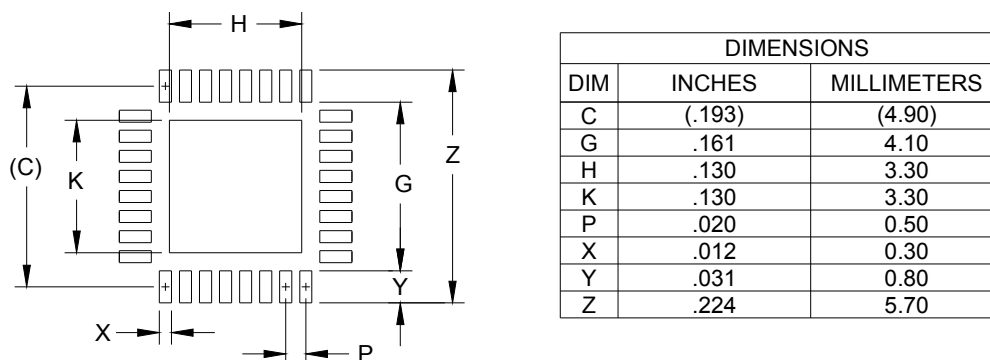 H
(C)
K
G
Z
Y
X
P
DIMENSIONS
DIM INCHES MILLIMETERS
C (.193) (4.90)
G .161 4.10
H .130 3.30
K .130 3.30
P .020 0.50
X .012 0.30
Y .031 0.80
Z .224 5.70